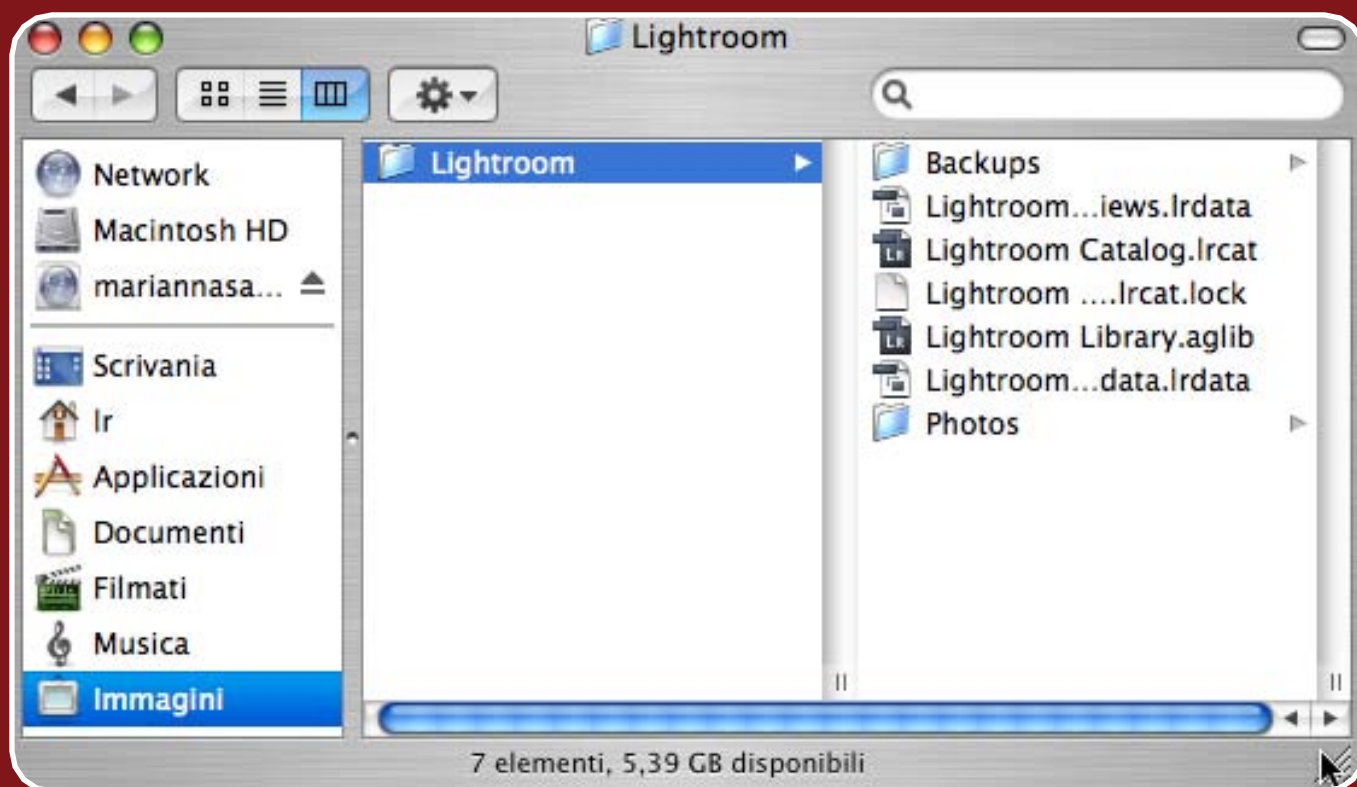 Lightroom
Network
Macintosh HD
mariannasa...
Scrivania
lr
Applicazioni
Documenti
Filmati
Musica
Immagini
Lightroom
Backups
Lightroom...iews.lrdata
Lightroom Catalog.lrcat
Lightroom ....lrcat.lock
Lightroom Library.aglib
Lightroom...data.lrdata
Photos
7 elementi, 5,39 GB disponibili